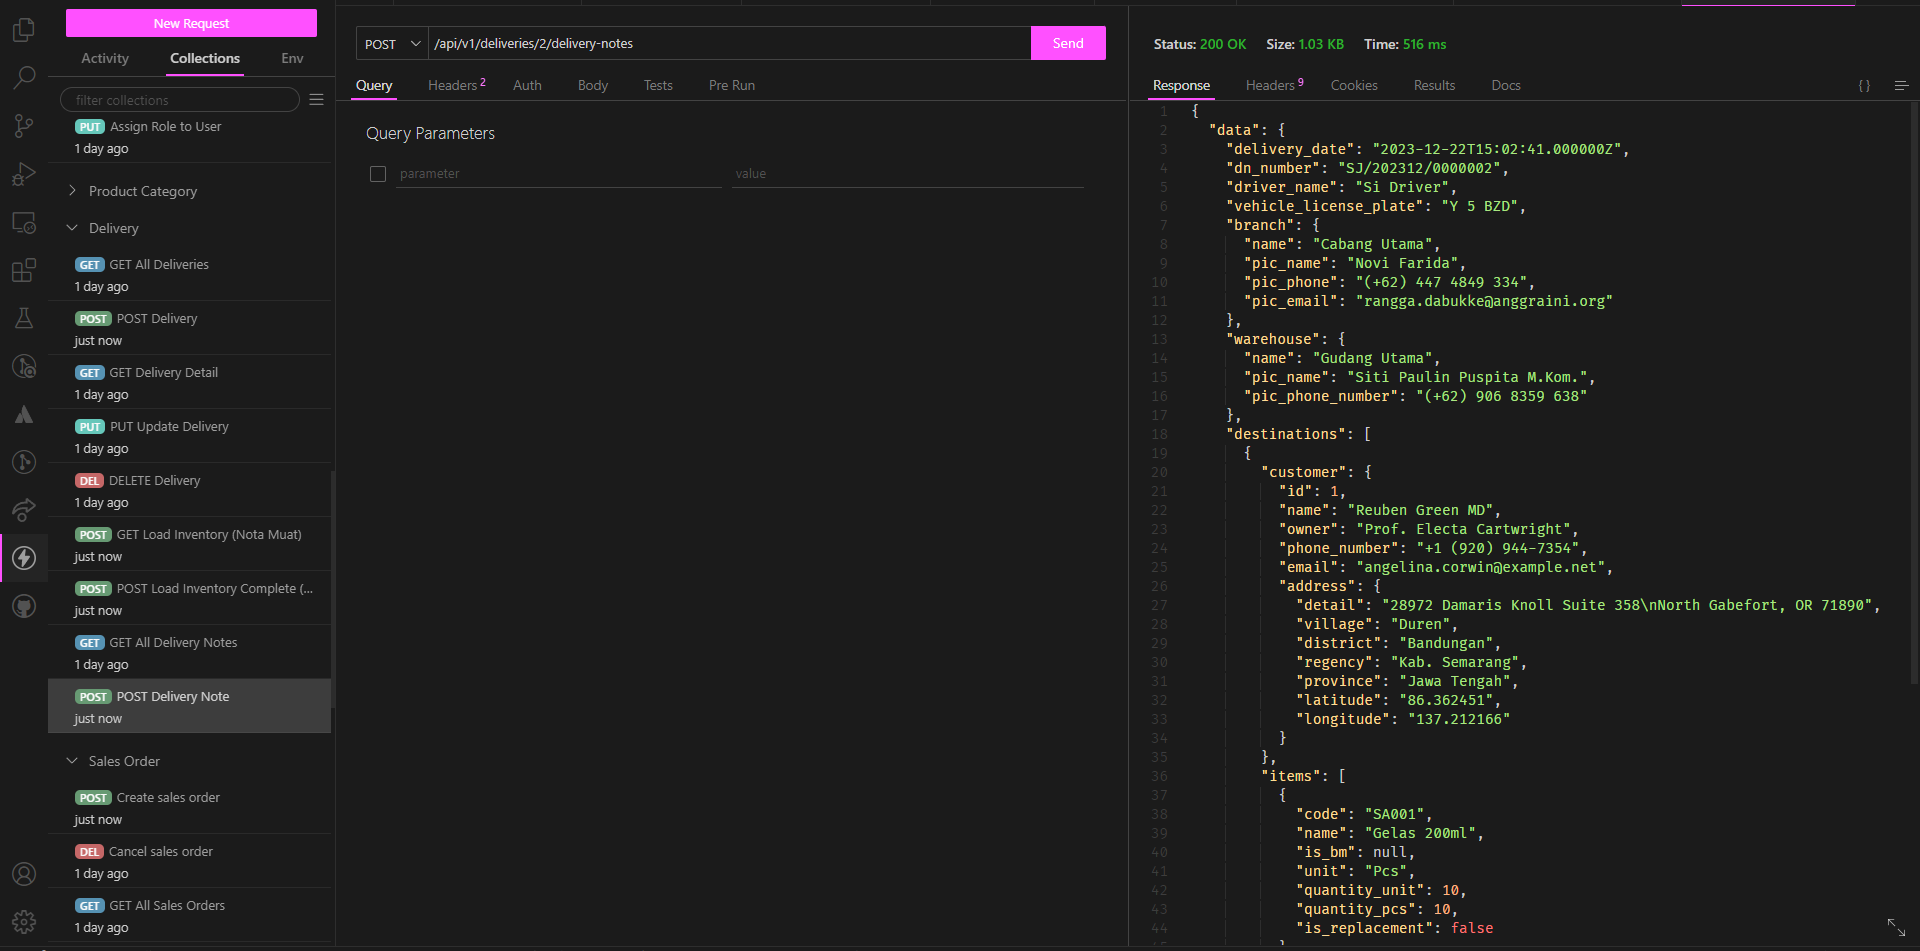 New Request
Activity
Collections
Env
filter collections
PUT Assign Role to User
1 day ago
Product Category
Delivery
GET GET All Deliveries
1 day ago
POST POST Delivery
just now
GET GET Delivery Detail
1 day ago
PUT PUT Update Delivery
1 day ago
DEL DELETE Delivery
1 day ago
POST GET Load Inventory (Nota Muat)
just now
POST POST Load Inventory Complete (...
just now
GET GET All Delivery Notes
1 day ago
POST POST Delivery Note
just now
Sales Order
POST Create sales order
just now
DEL Cancel sales order
1 day ago
GET GET All Sales Orders
1 day ago
POST /api/v1/deliveries/2/delivery-notes Send
Query Headers 2 Auth Body Tests Pre Run
Query Parameters
parameter value
Status: 200 OK Size: 1.03 KB Time: 516 ms
Response Headers 9 Cookies Results Docs { }
1 {
2 "data": {
3 "delivery_date": "2023-12-22T15:02:41.000000Z",
4 "dn_number": "SJ/202312/0000002",
5 "driver_name": "Si Driver",
6 "vehicle_license_plate": "Y 5 BZD",
7 "branch": {
8 "name": "Cabang Utama",
9 "pic_name": "Novi Farida",
10 "pic_phone": "(+62) 447 4849 334",
11 "pic_email": "rangga.dabukke@anggraini.org"
12 },
13 "warehouse": {
14 "name": "Gudang Utama",
15 "pic_name": "Siti Paulin Puspita M.Kom.",
16 "pic_phone_number": "(+62) 906 8359 638"
17 },
18 "destinations": [
19 {
20 "customer": {
21 "id": 1,
22 "name": "Reuben Green MD",
23 "owner": "Prof. Electa Cartwright",
24 "phone_number": "+1 (920) 944-7354",
25 "email": "angelina.corwin@example.net",
26 "address": {
27 "detail": "28972 Damaris Knoll Suite 358\nNorth Gabefort, OR 71890",
28 "village": "Duren",
29 "district": "Bandungan",
30 "regency": "Kab. Semarang",
31 "province": "Jawa Tengah",
32 "latitude": "86.362451",
33 "longitude": "137.212166"
34 }
35 },
36 "items": [
37 {
38 "code": "SA001",
39 "name": "Gelas 200ml",
40 "is_bm": null,
41 "unit": "Pcs",
42 "quantity_unit": 10,
43 "quantity_pcs": 10,
44 "is_replacement": false